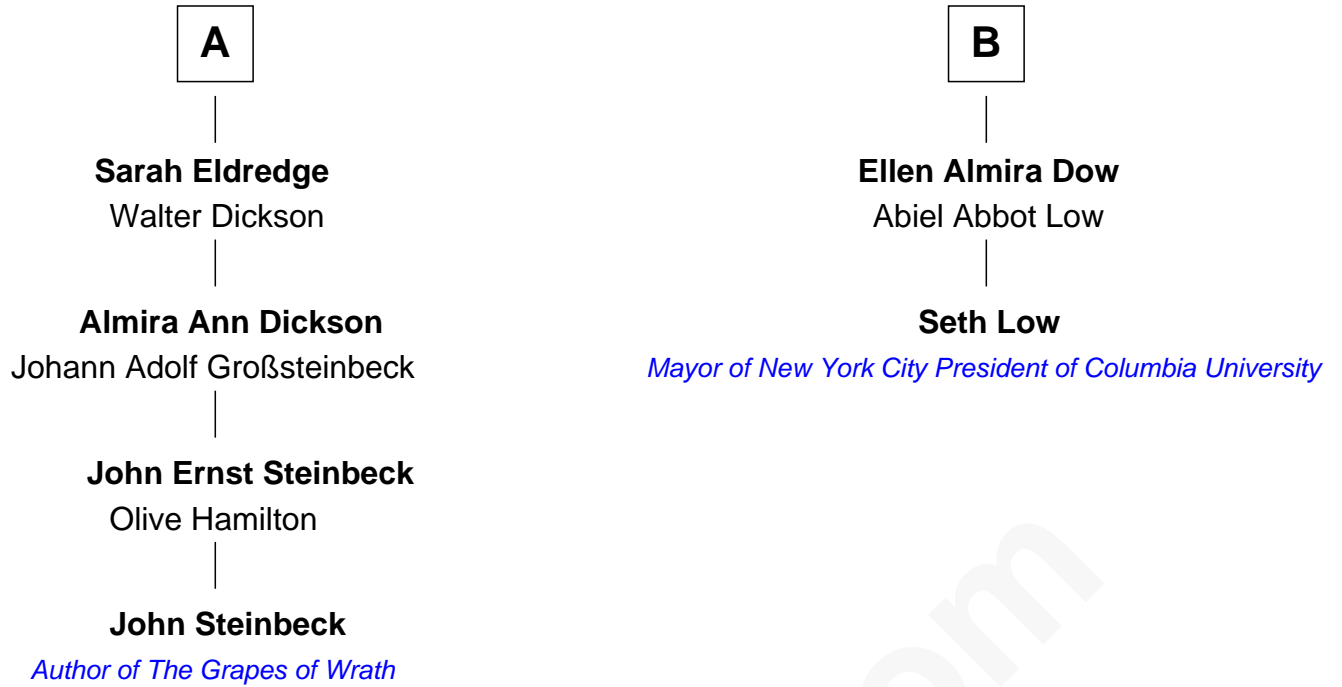 A
Sarah Eldredge
Walter Dickson
Almira Ann Dickson
Johann Adolf Großsteinbeck
John Ernst Steinbeck
Olive Hamilton
John Steinbeck
Author of The Grapes of Wrath
B
Ellen Almira Dow
Abiel Abbot Low
Seth Low
Mayor of New York City President of Columbia University
om